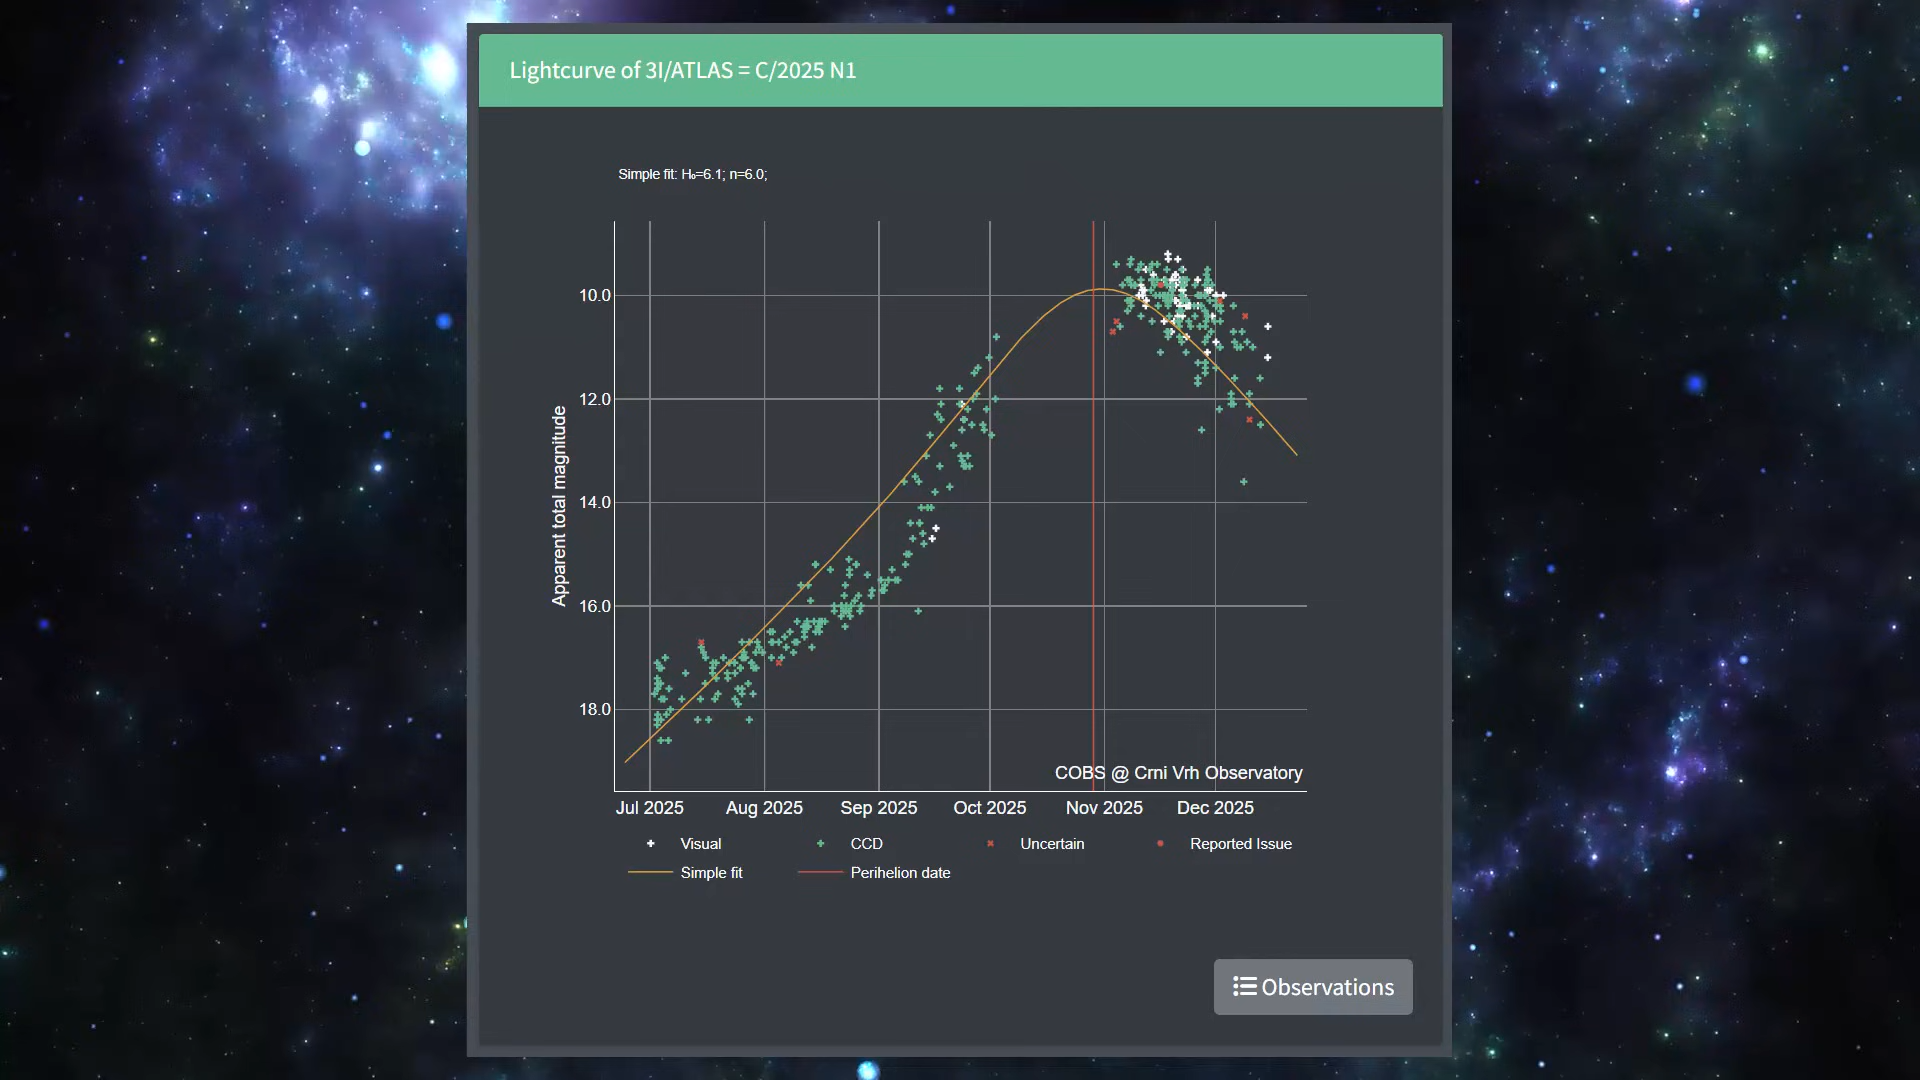 Lightcurve of 3I/ATLAS = C/2025 N1
Simple fit: H₀=6.1; n=6.0;
Apparent total magnitude
10.0
12.0
14.0
16.0
18.0
COBS @ Crni Vrh Observatory
Jul 2025 Aug 2025 Sep 2025 Oct 2025 Nov 2025 Dec 2025
Visual CCD Uncertain Reported Issue
Simple fit Perihelion date
Observations